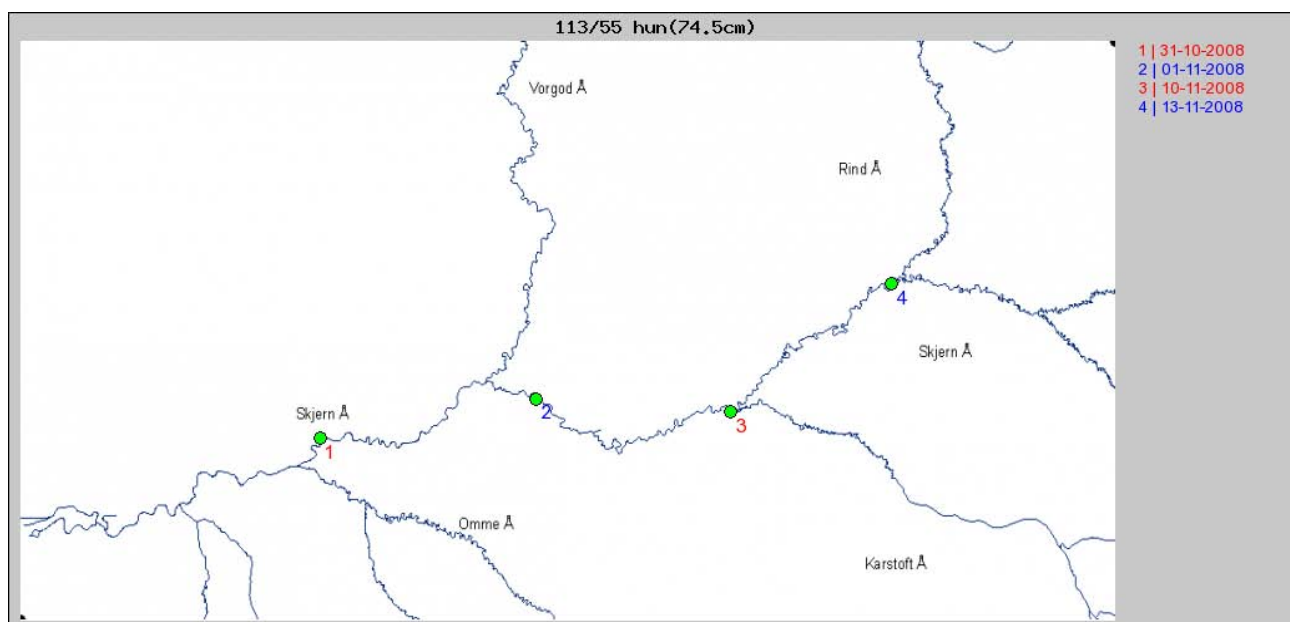 113/55 hun(74.5cm)
1 | 31-10-2008
2 | 01-11-2008
3 | 10-11-2008
4 | 13-11-2008
Vorgod Å
Rind Å
4
Skjern Å
2
Skjern Å
3
1
Omme Å
Karstoft Å